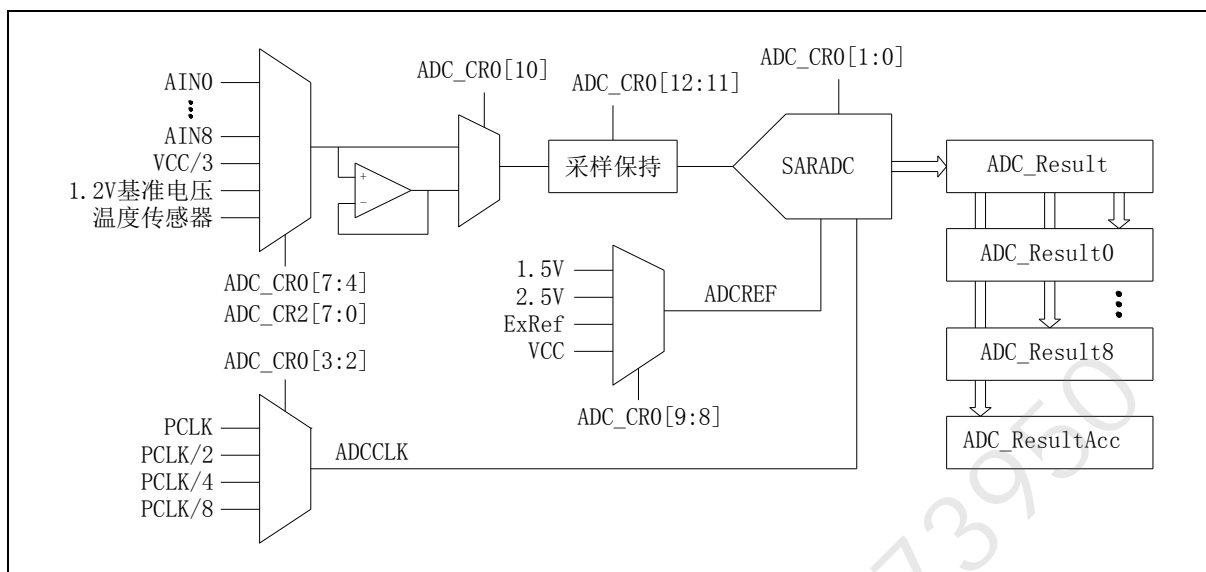 AIN0
AIN8
VCC/3
1.2V基准电压
温度传感器
ADC_CR0[7:4]
ADC_CR2[7:0]
ADC_CR0[10]
ADC_CR0[12:11]
采样保持
ADC_CR0[1:0]
SARADC
ADC_Result
ADC_Result0
ADC_Result8
ADC_ResultAcc
1.5V
2.5V
ExRef
VCC
ADCREF
ADC_CR0[9:8]
ADC_CR0[3:2]
PCLK
PCLK/2
PCLK/4
PCLK/8
ADCCLK
73950